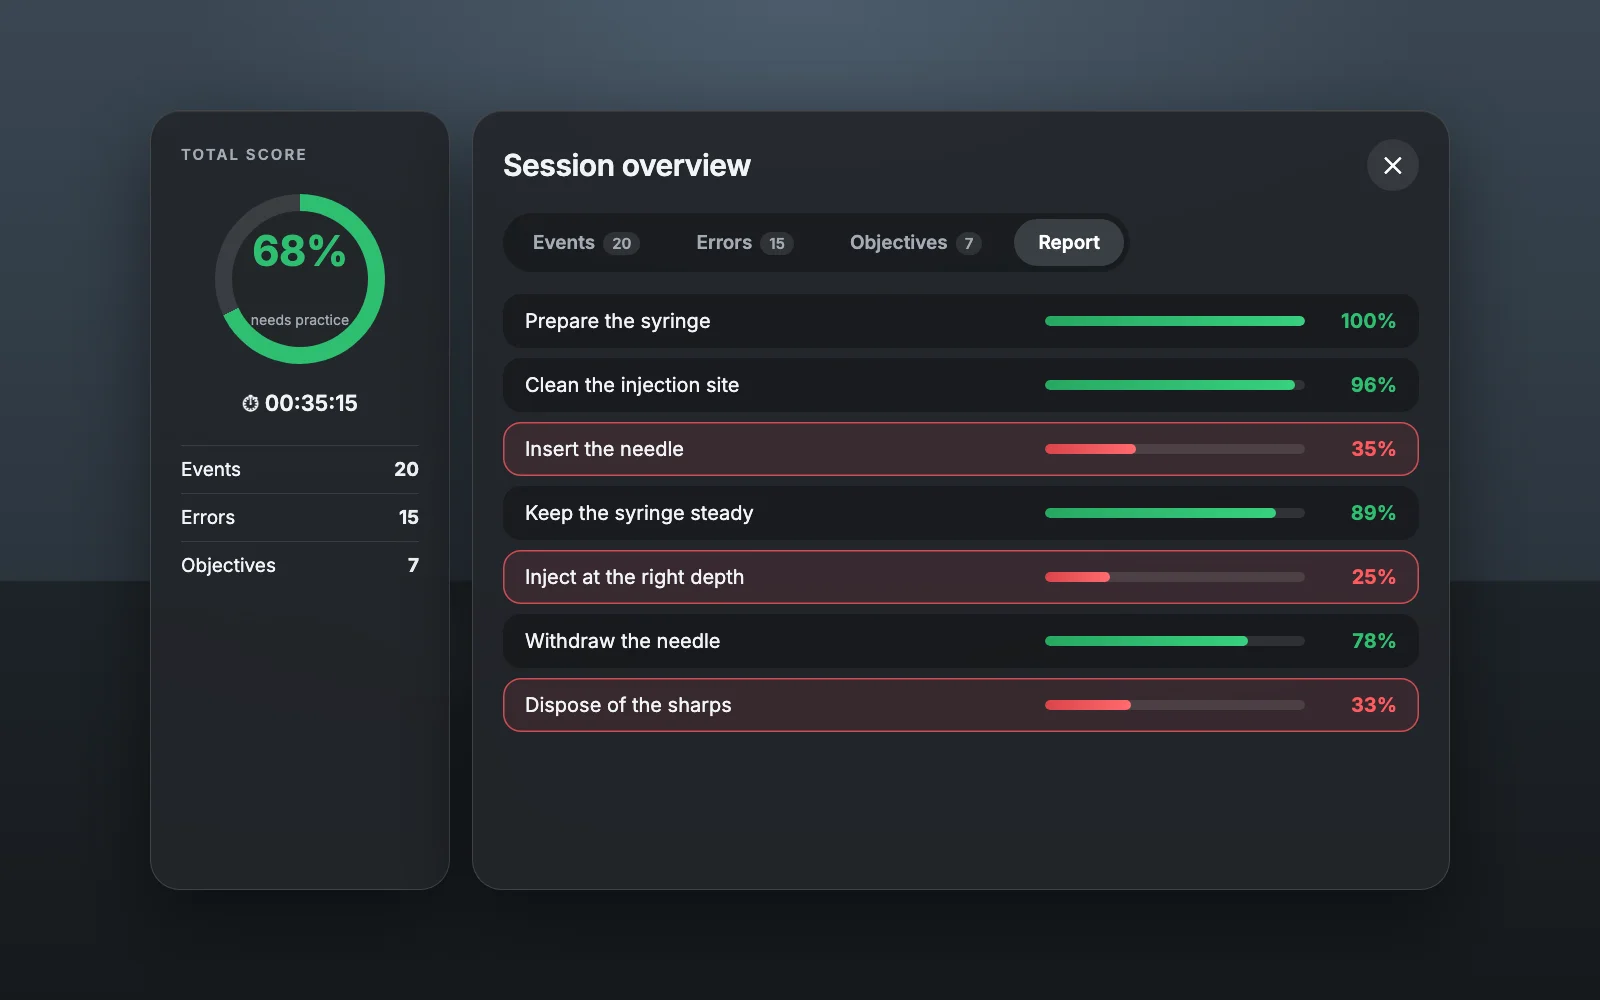 TOTAL SCORE
68%
needs practice
⏱ 00:35:15
Events 20
Errors 15
Objectives 7
Session overview
Events 20 Errors 15 Objectives 7 Report
Prepare the syringe 100%
Clean the injection site 96%
Insert the needle 35%
Keep the syringe steady 89%
Inject at the right depth 25%
Withdraw the needle 78%
Dispose of the sharps 33%